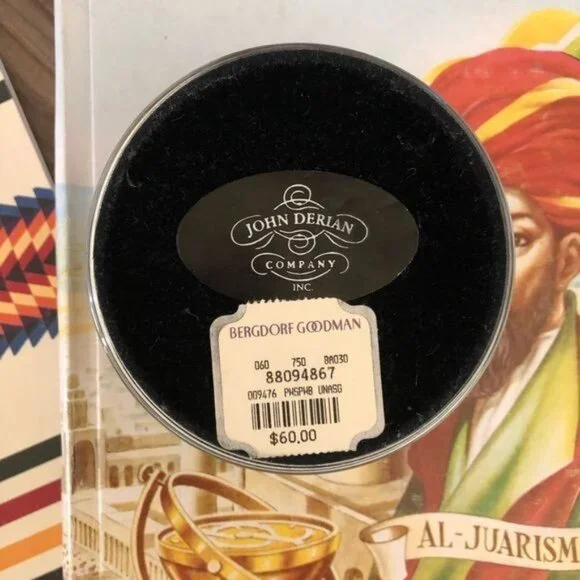 JOHN DERIAN
COMPANY
INC.
BERGDORF GOODMAN
060 750 8A030
88094867
009476 PWSPWB UNASG
$60.00
AL-JUARISM